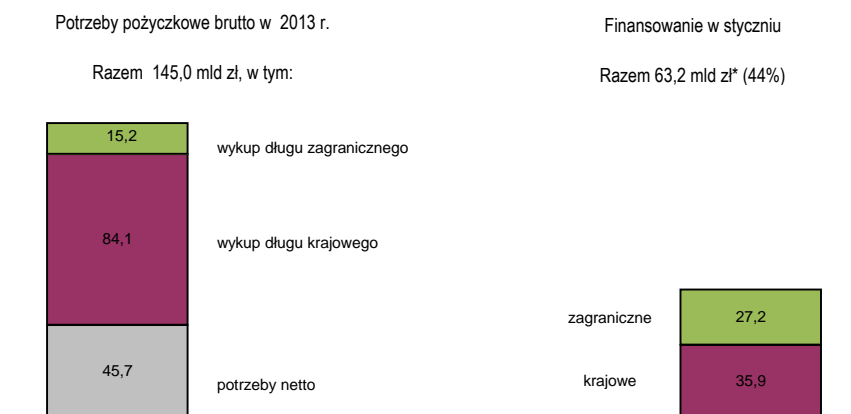 Potrzeby pożyczkowe brutto w 2013 r.
Razem 145,0 mld zł, w tym:
15,2
wykup długu zagranicznego
84,1
wykup długu krajowego
45,7
potrzeby netto
Finansowanie w styczniu
Razem 63,2 mld zł* (44%)
zagraniczne
27,2
krajowe
35,9